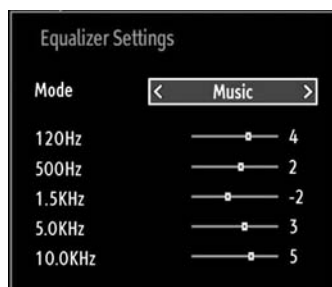 Equalizer Settings
Mode < Music >
120Hz 4
500Hz 2
1.5KHz -2
5.0KHz 3
10.0KHz 5